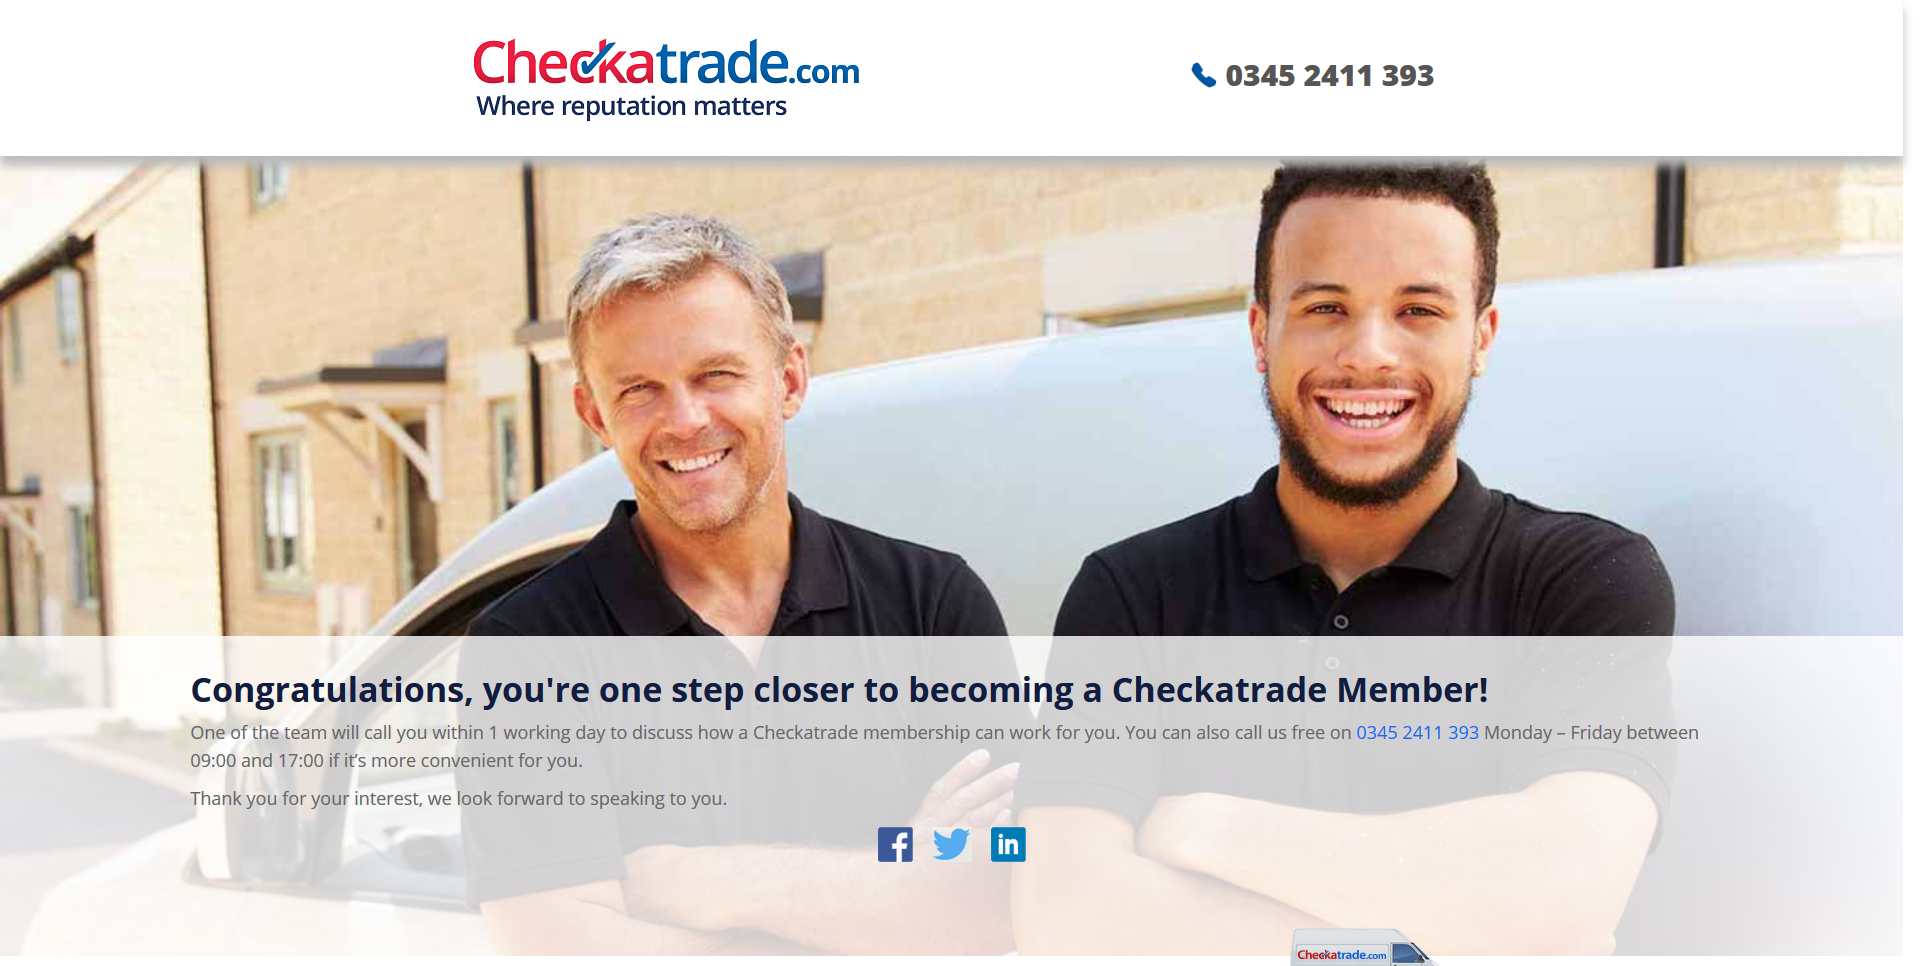 Checkatrade.com
Where reputation matters
0345 2411 393
Congratulations, you're one step closer to becoming a Checkatrade Member!
One of the team will call you within 1 working day to discuss how a Checkatrade membership can work for you. You can also call us free on 0345 2411 393 Monday – Friday between
09:00 and 17:00 if it’s more convenient for you.
Thank you for your interest, we look forward to speaking to you.
f in
Checkatrade.com